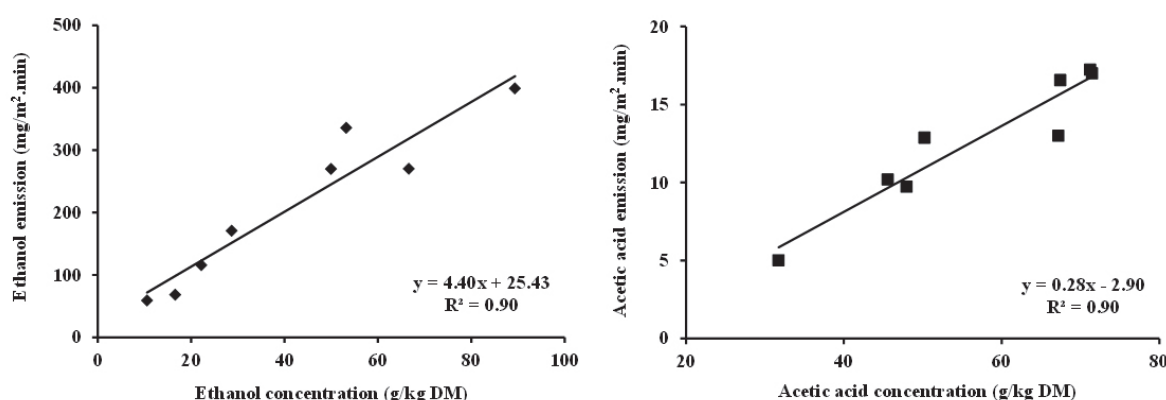 Ethanol emission (mg/m².min)
500
400
300
200
100
0
0 20 40 60 80 100
Ethanol concentration (g/kg DM)
y = 4.40x + 25.43
R² = 0.90
Acetic acid emission (mg/m².min)
20
15
10
5
0
20 40 60 80
Acetic acid concentration (g/kg DM)
y = 0.28x - 2.90
R² = 0.90